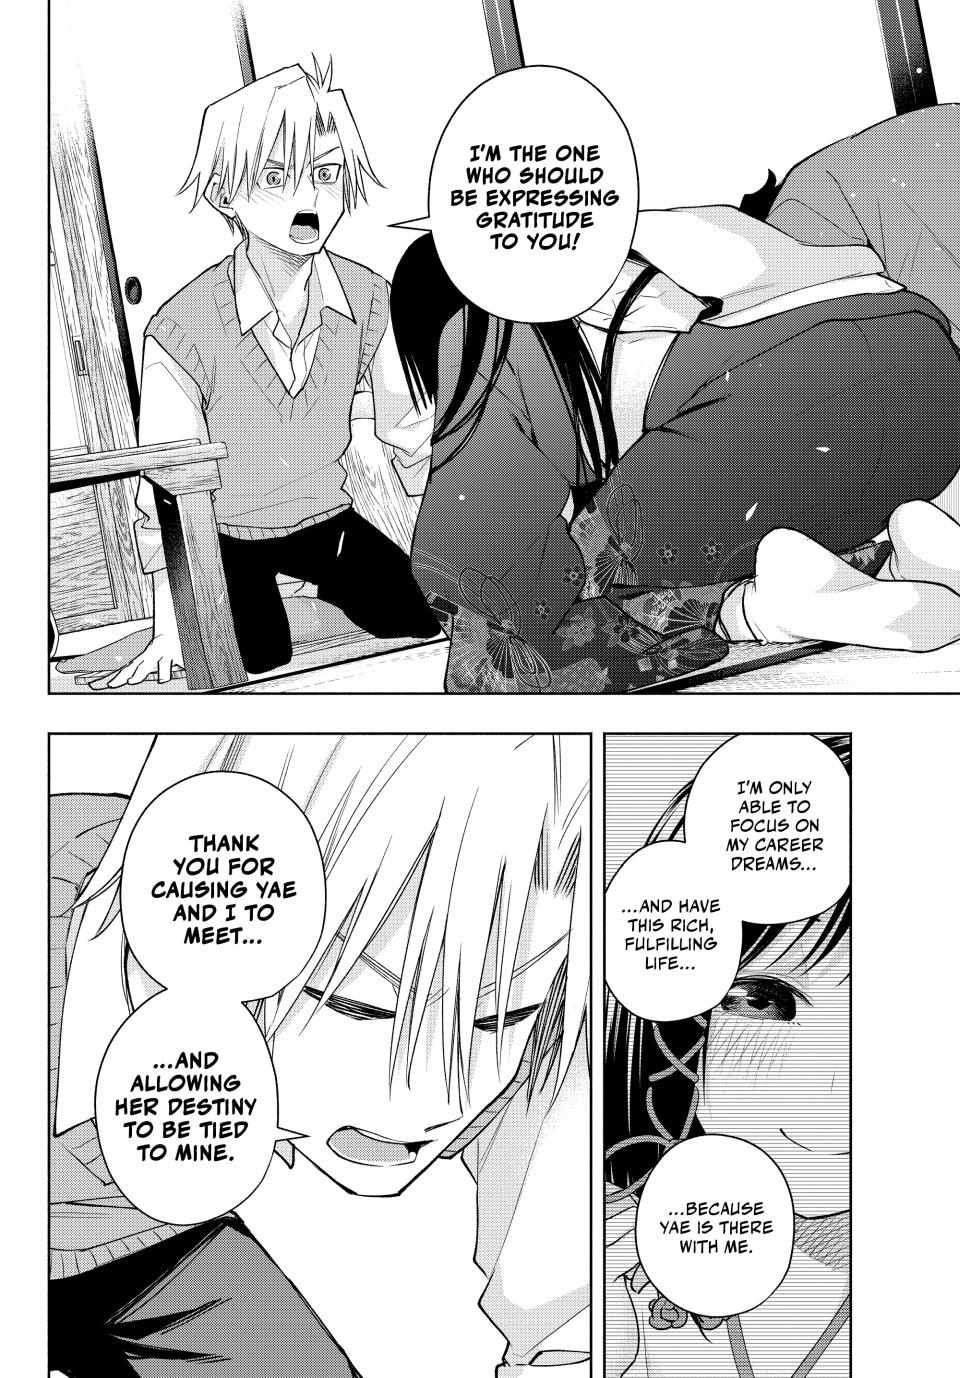 I'M THE ONE
WHO SHOULD
BE EXPRESSING
GRATITUDE
TO YOU!
I'M ONLY
ABLE TO
FOCUS ON
MY CAREER
DREAMS...
...AND HAVE
THIS RICH,
FULFILLING
LIFE...
...BECAUSE
YAE IS THERE
WITH ME.
THANK
YOU FOR
CAUSING YAE
AND I TO
MEET...
...AND
ALLOWING
HER DESTINY
TO BE TIED
TO MINE.